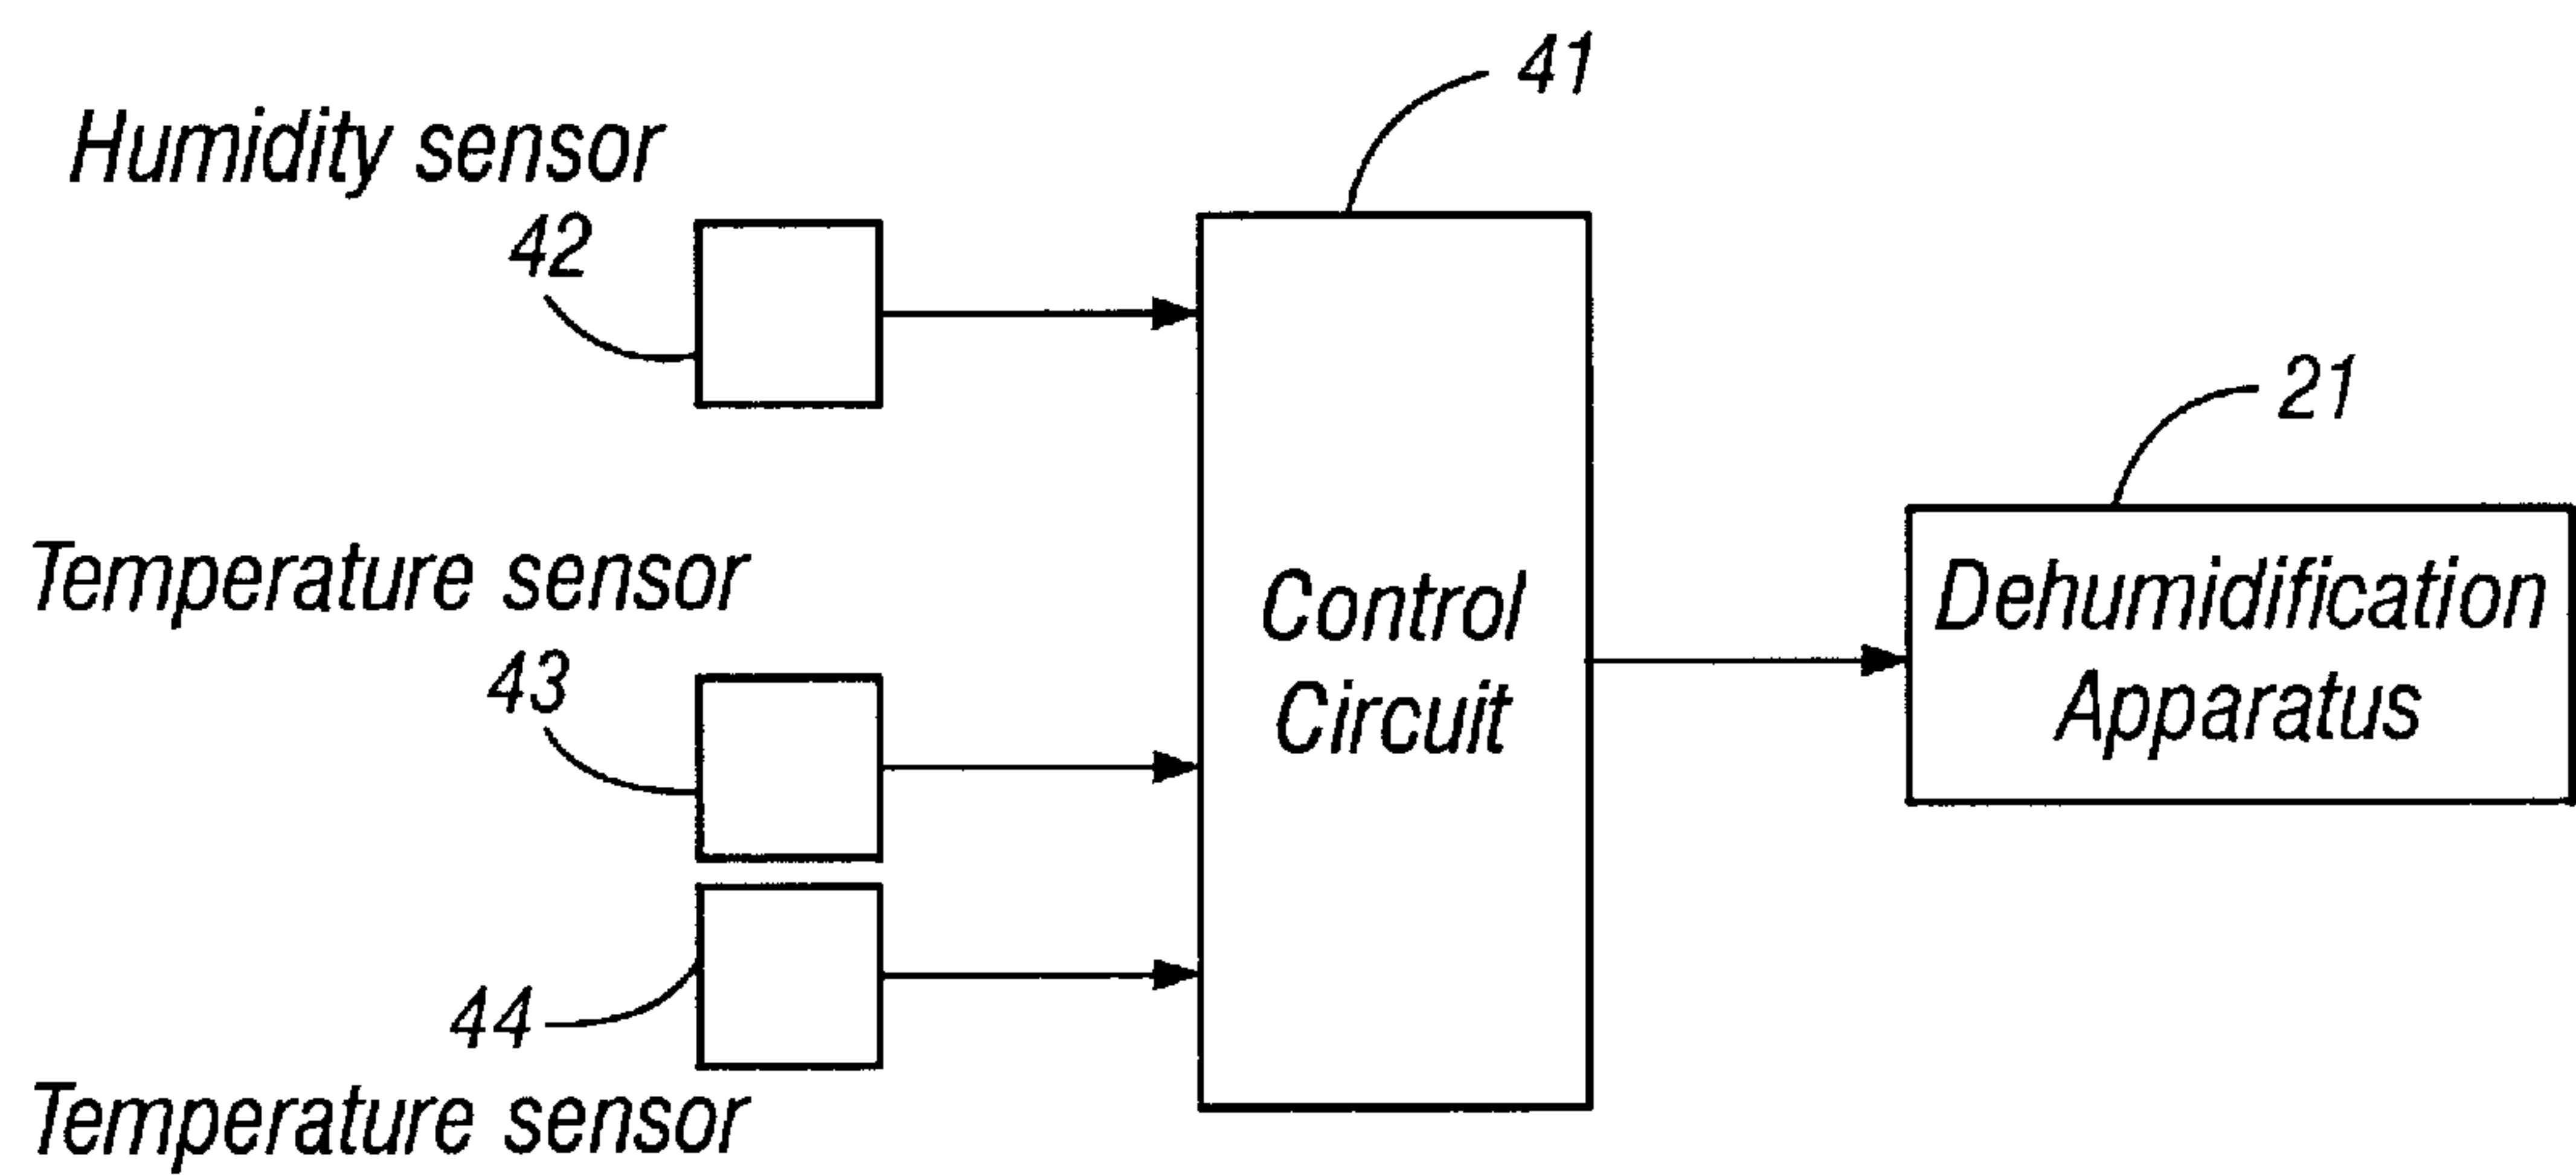 41
Humidity sensor
42
21
Temperature sensor
43
Control
Circuit
Dehumidification
Apparatus
44
Temperature sensor